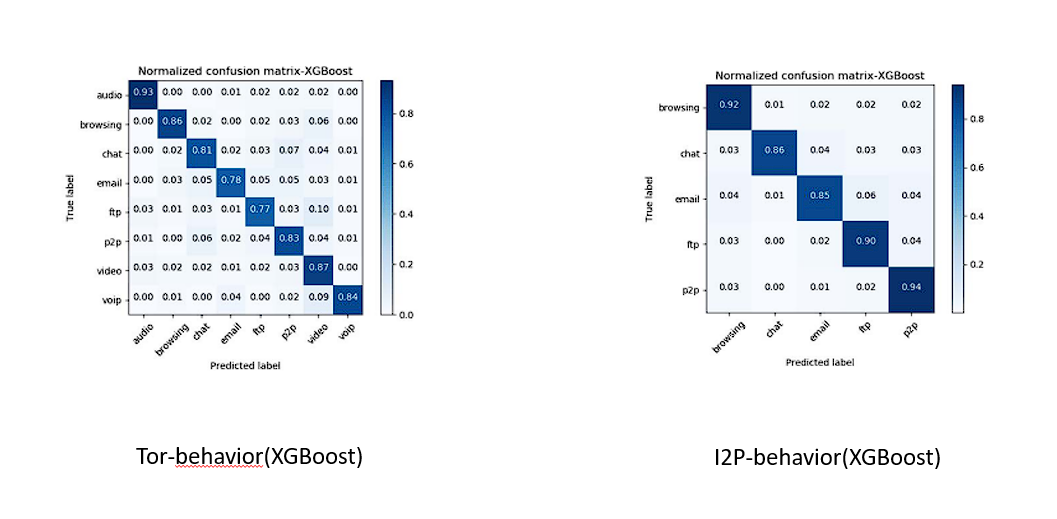 Normalized confusion matrix-XGBoost
True label
audio 0.93 0.00 0.00 0.01 0.02 0.02 0.02 0.00
browsing 0.00 0.86 0.02 0.00 0.02 0.03 0.06 0.00
chat 0.00 0.02 0.81 0.02 0.03 0.07 0.04 0.01
email 0.00 0.03 0.05 0.78 0.05 0.05 0.03 0.01
ftp 0.03 0.01 0.03 0.01 0.77 0.03 0.10 0.01
p2p 0.01 0.00 0.06 0.02 0.04 0.83 0.04 0.01
video 0.03 0.02 0.02 0.01 0.02 0.03 0.87 0.00
voip 0.00 0.01 0.00 0.04 0.00 0.02 0.09 0.84
audio browsing chat email ftp p2p video voip
Predicted label
0.8
0.6
0.4
0.2
0.0
Tor-behavior(XGBoost)
Normalized confusion matrix-XGBoost
True label
browsing 0.92 0.01 0.02 0.02 0.02
chat 0.03 0.86 0.04 0.03 0.03
email 0.04 0.01 0.85 0.06 0.04
ftp 0.03 0.00 0.02 0.90 0.04
p2p 0.03 0.00 0.01 0.02 0.94
browsing chat email ftp p2p
Predicted label
0.8
0.6
0.4
0.2
I2P-behavior(XGBoost)